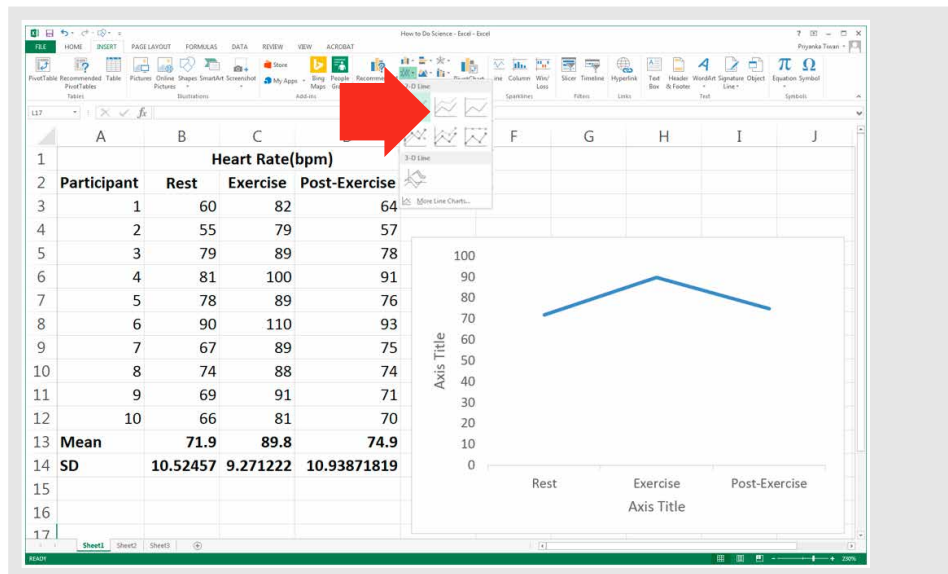 How to Do Science - Excel - Excel
FILE HOME INSERT PAGE LAYOUT FORMULAS DATA REVIEW VIEW ACROBAT
Priyanka Tiwari
PivotTable Recommended PivotTables Table Pictures Online Pictures Shapes SmartArt Screenshot Store My Apps Bing Maps People Column Win/Loss Slicer Timeline Hyperlink Text Box Header & Footer WordArt Signature Line Object Equation Symbol
Tables Illustrations Add-ins Sparklines Filters Links Text Symbols
3-D Line
More Line Charts...
L17 fx
A B C F G H I J
1 Heart Rate(bpm)
2 Participant Rest Exercise Post-Exercise
3 1 60 82 64
4 2 55 79 57
5 3 79 89 78
6 4 81 100 91
7 5 78 89 76
8 6 90 110 93
9 7 67 89 75
10 8 74 88 74
11 9 69 91 71
12 10 66 81 70
13 Mean 71.9 89.8 74.9
14 SD 10.52457 9.271222 10.93871819
15
16
17
100
90
80
70
60
50
40
30
20
10
0
Axis Title
Rest Exercise Post-Exercise
Axis Title
Sheet1 Sheet2 Sheet3
READY
230%